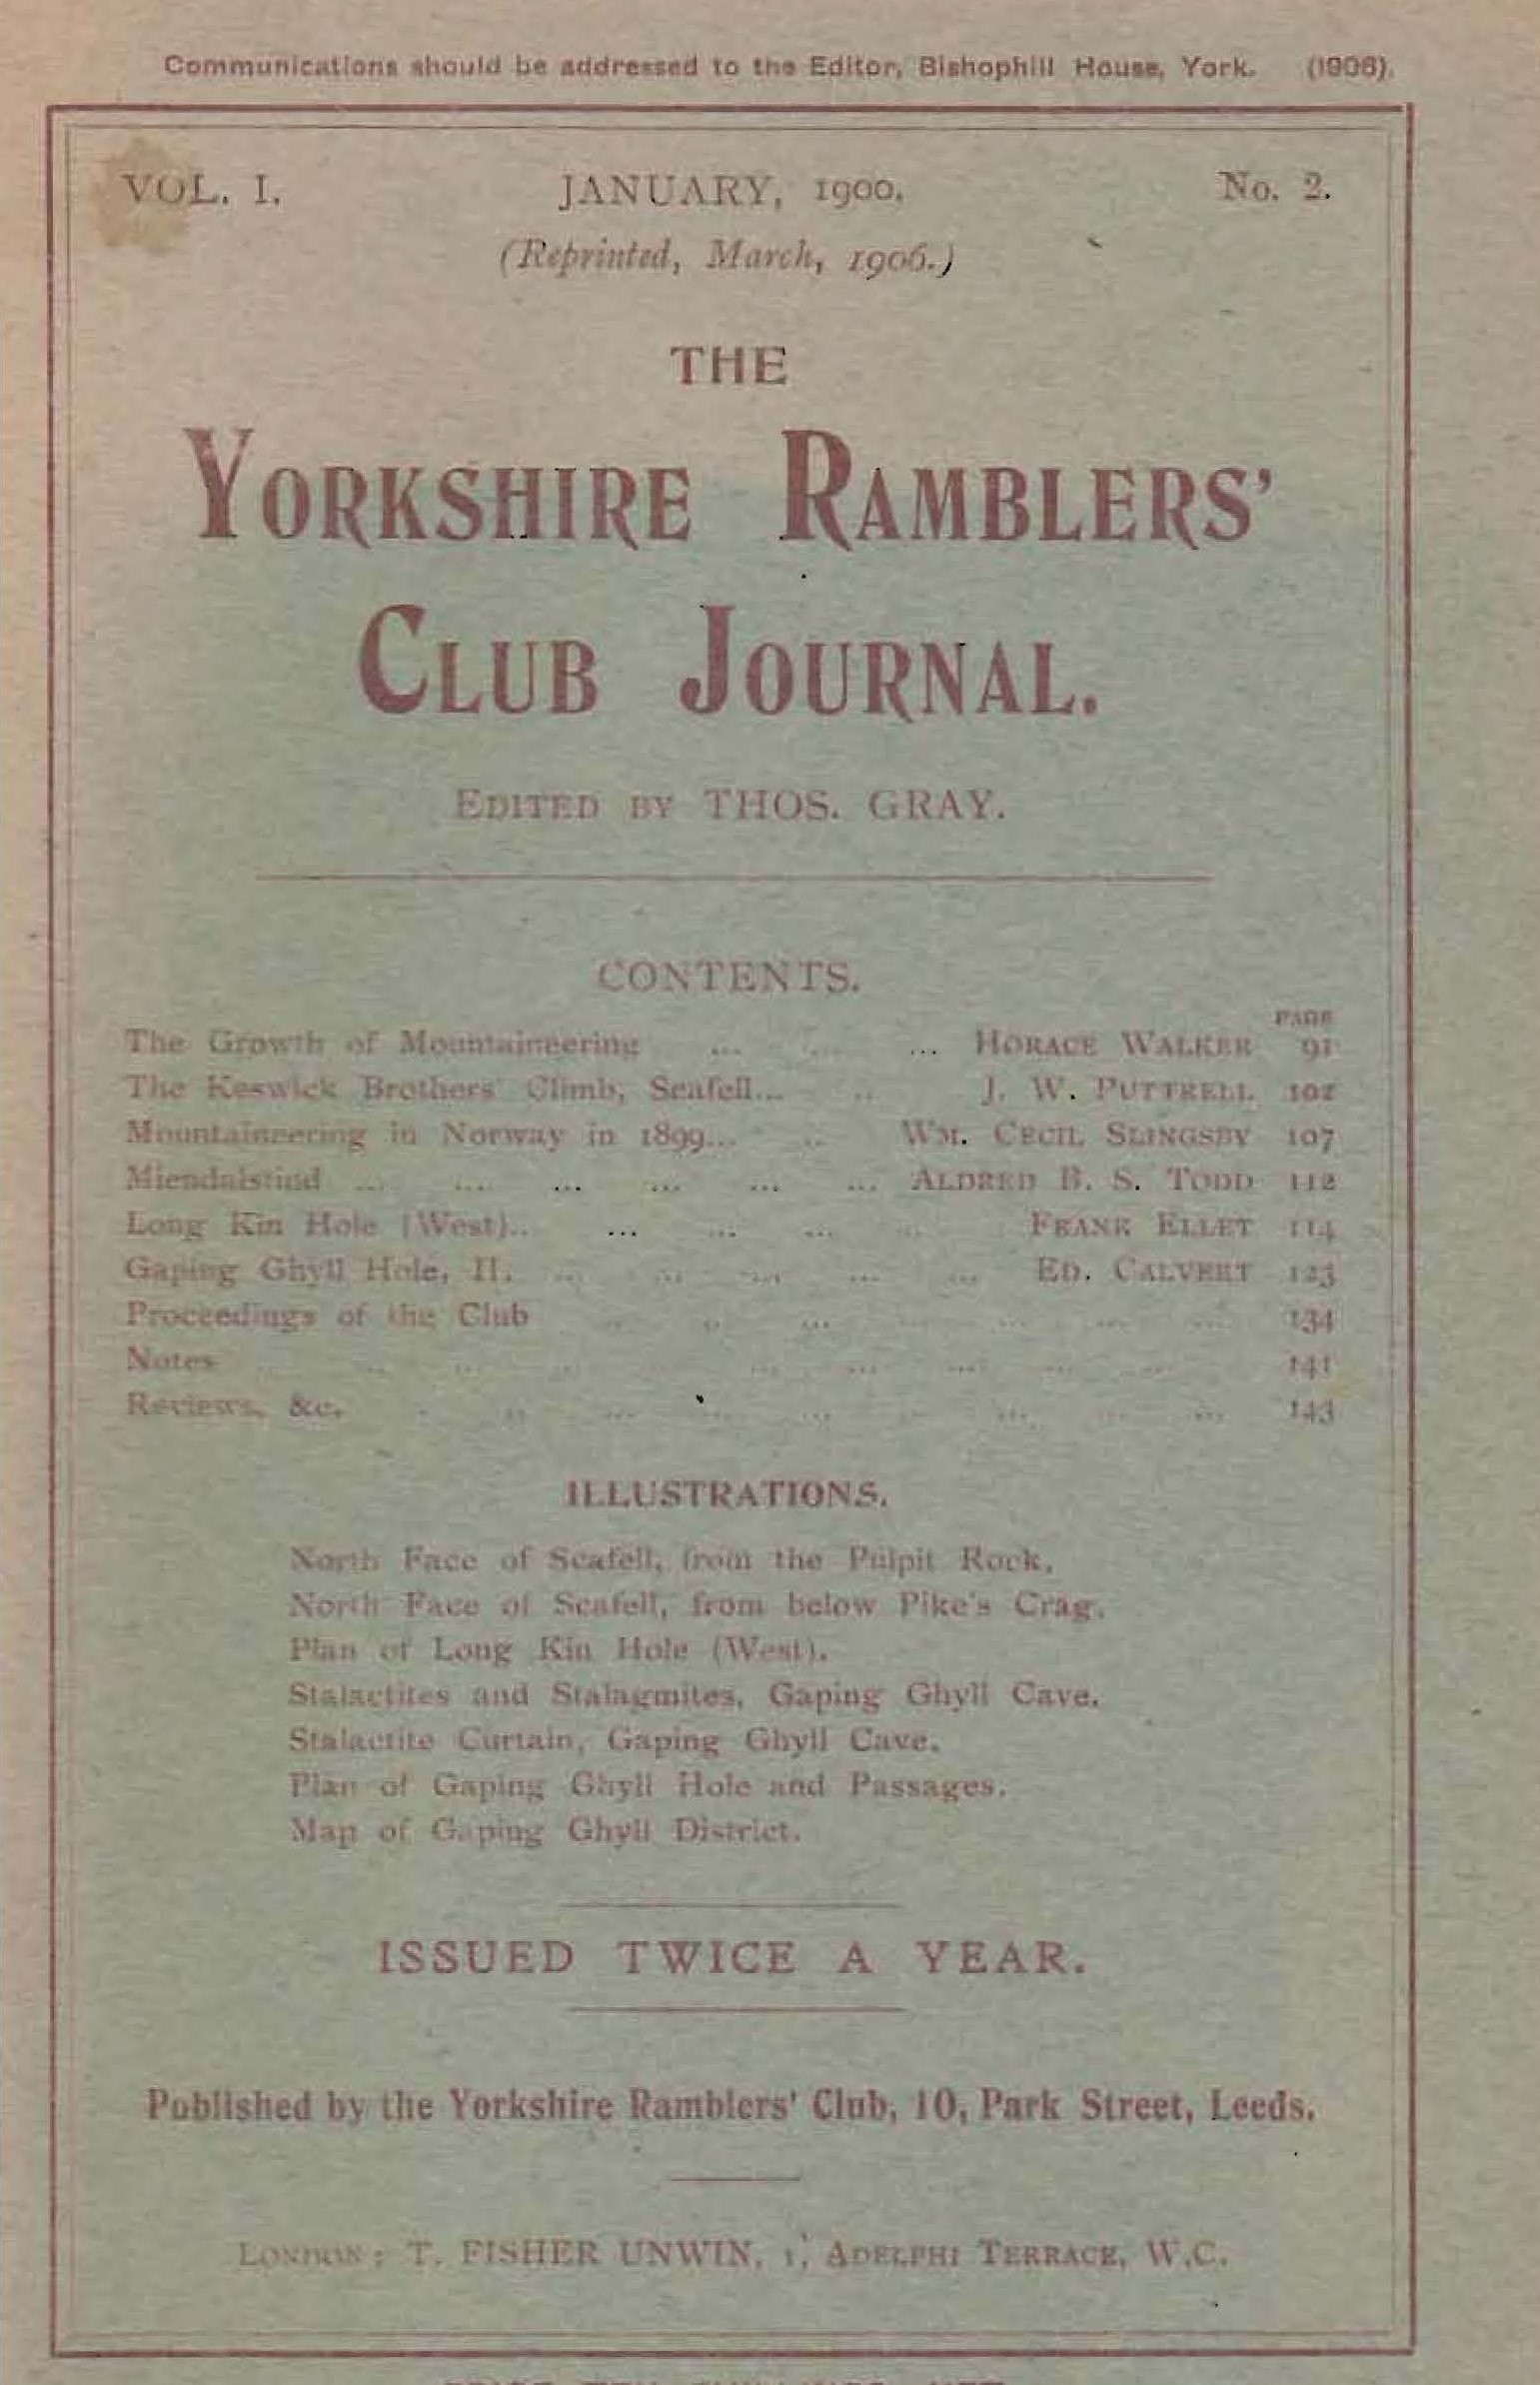 Communications should be addressed to the Editor, Bishophill House, York. (1906).
VOL. I. JANUARY, 1900. No. 2.
(Reprinted, March, 1906.)
THE
YORKSHIRE RAMBLERS'
CLUB JOURNAL.
EDITED BY THOS. GRAY.
CONTENTS.
PAGE
The Growth of Mountaineering ... ... ... HORACE WALKER 91
The Keswick Brothers' Climb, Scafell... ... J. W. PUTTRELL 102
Mountaineering in Norway in 1899... ... WM. CECIL SLINGSBY 107
Miendalstind ... ... ... ... ... ... ALDRED B. S. TODD 112
Long Kin Hole (West).. ... ... ... ... FRANK ELLET 114
Gaping Ghyll Hole, II. ... ... ... ... ... ED. CALVERT 123
Proceedings of the Club ... ... ... ... ... ... ... 134
Notes ... ... ... ... ... ... ... ... ... ... 141
Reviews, &c. ... ... ... ... ... ... ... ... ... 143
ILLUSTRATIONS.
North Face of Scafell, from the Pulpit Rock.
North Face of Scafell, from below Pike's Crag.
Plan of Long Kin Hole (West).
Stalactites and Stalagmites, Gaping Ghyll Cave.
Stalactite Curtain, Gaping Ghyll Cave.
Plan of Gaping Ghyll Hole and Passages.
Map of Gaping Ghyll District.
ISSUED TWICE A YEAR.
Published by the Yorkshire Ramblers' Club, 10, Park Street, Leeds.
LONDON: T. FISHER UNWIN, 1, ADELPHI TERRACE, W.C.